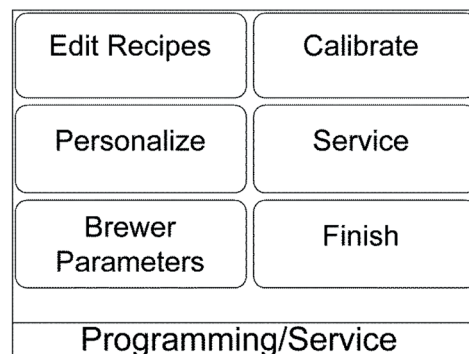 Edit Recipes
Calibrate
Personalize
Service
Brewer
Parameters
Finish
Programming/Service